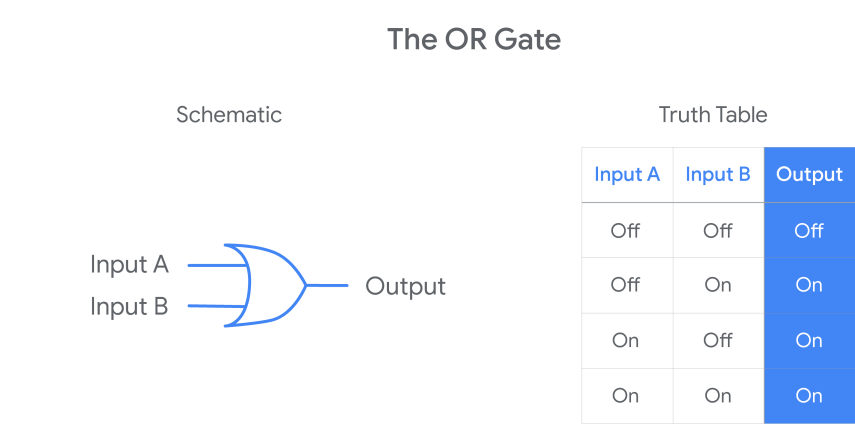 The OR Gate
Schematic
Input A
Input B
Output
Truth Table
Input A Input B Output
Off Off Off
Off On On
On Off On
On On On